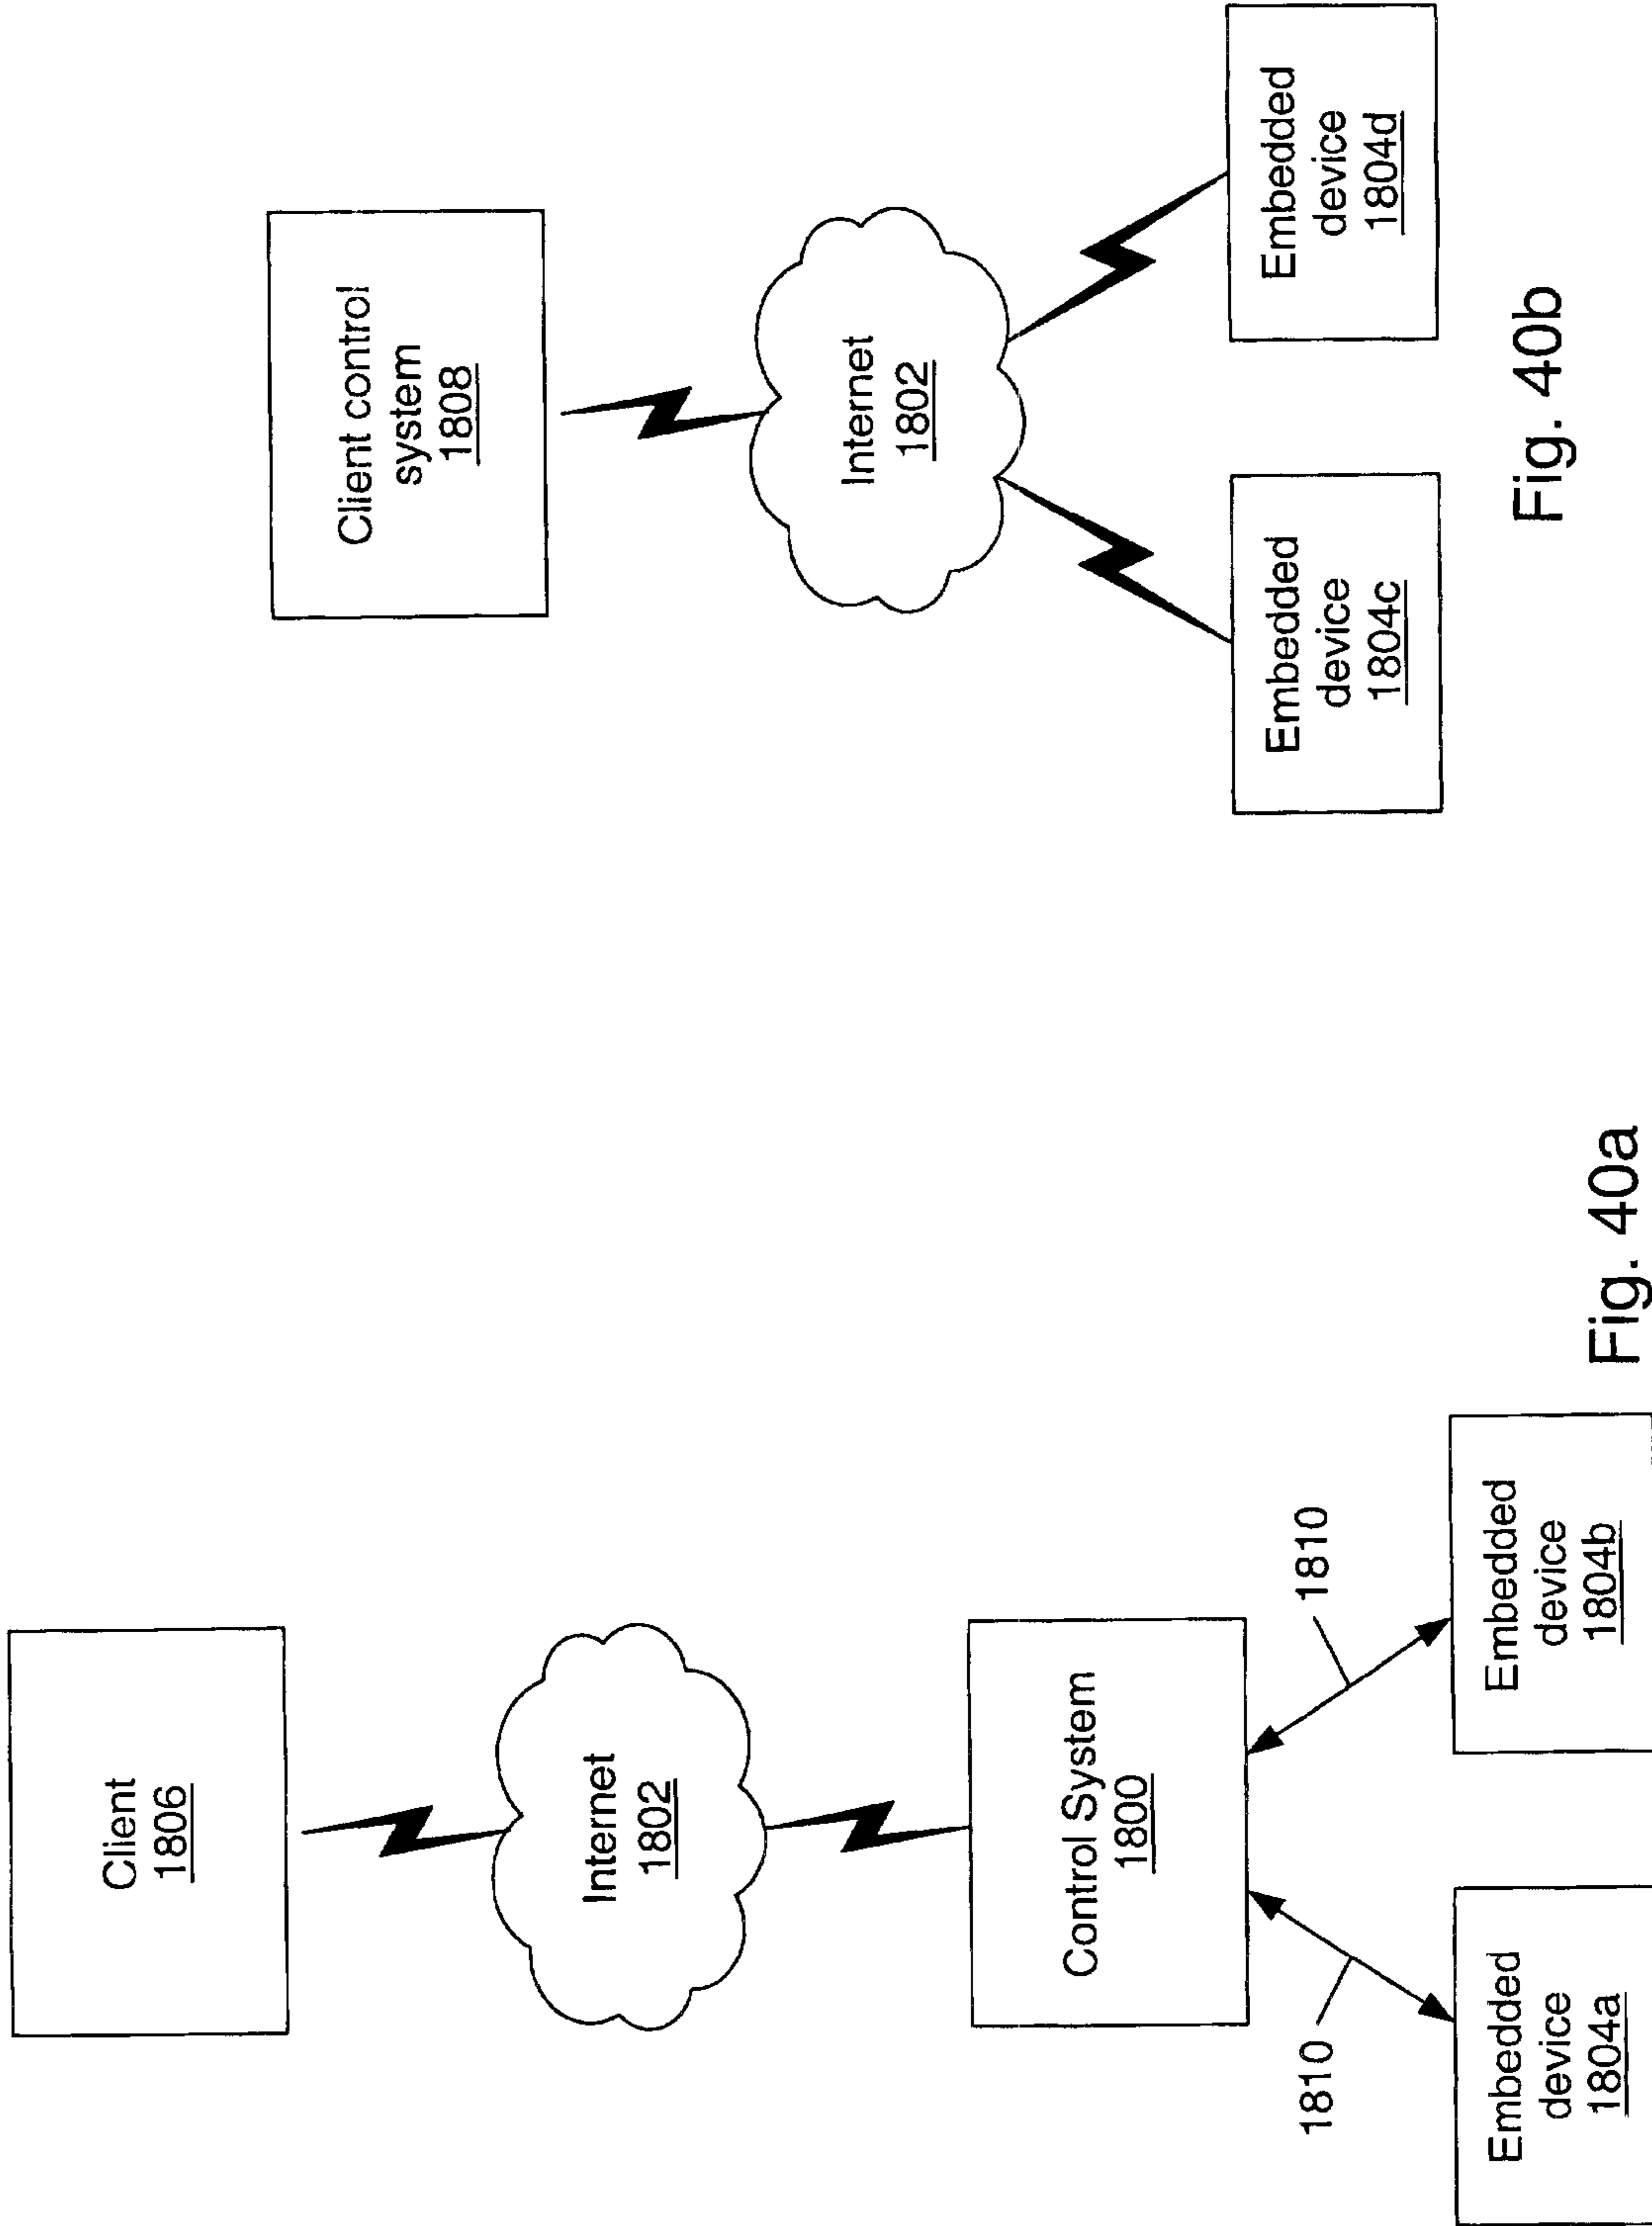 Client
1806
Internet
1802
Control System
1800
1810
1810
Embedded
device
1804a
Embedded
device
1804b
Fig. 40a
Client control
system
1808
Internet
1802
Embedded
device
1804c
Embedded
device
1804d
Fig. 40b